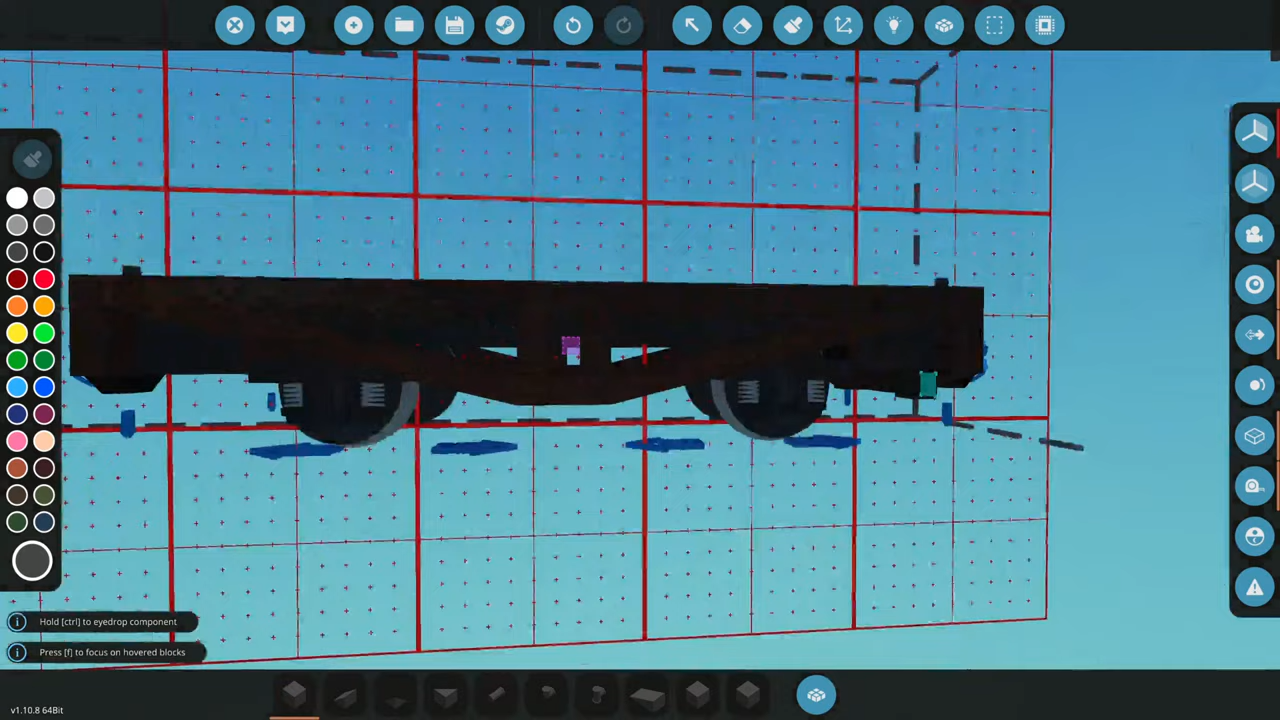 Hold [ctrl] to eyedrop component
Press [f] to focus on hovered blocks
v1.10.8 64Bit